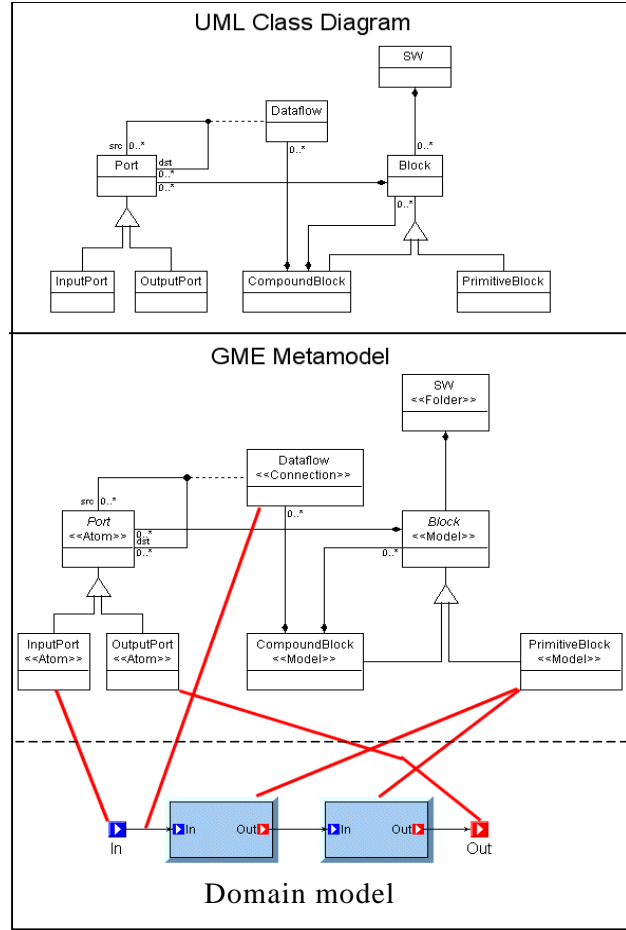 UML Class Diagram
SW
Dataflow
src 0..*
0..*
0..*
Port
dst
0..*
0..*
Block
0..*
InputPort
OutputPort
CompoundBlock
PrimitiveBlock
GME Metamodel
SW
<<Folder>>
Dataflow
<<Connection>>
src 0..*
0..*
Port
<<Atom>>
0..*
dst
0..*
Block
<<Model>>
0..*
InputPort
<<Atom>>
OutputPort
<<Atom>>
CompoundBlock
<<Model>>
PrimitiveBlock
<<Model>>
In Out
In Out
In
Out
Domain model